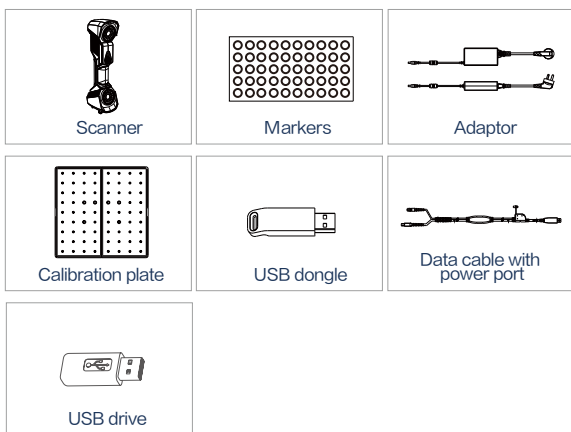 Scanner
Markers
Adaptor
Calibration plate
USB dongle
Data cable with
power port
USB drive